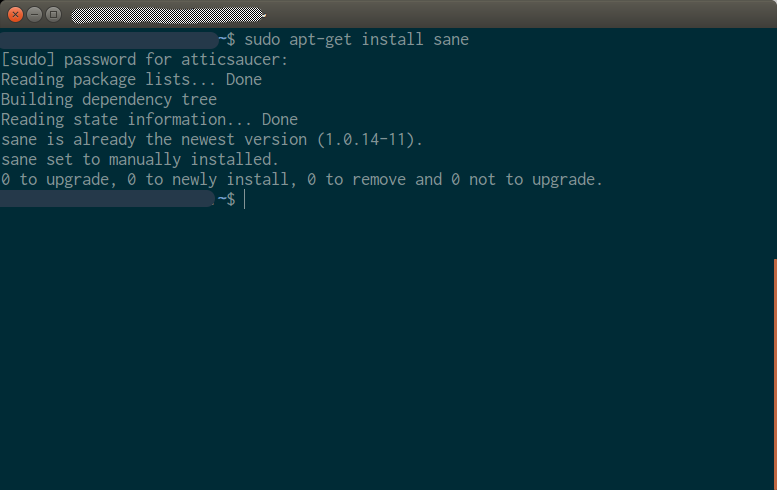 ~$ sudo apt-get install sane
[sudo] password for atticsaucer:
Reading package lists... Done
Building dependency tree
Reading state information... Done
sane is already the newest version (1.0.14-11).
sane set to manually installed.
0 to upgrade, 0 to newly install, 0 to remove and 0 not to upgrade.
~$